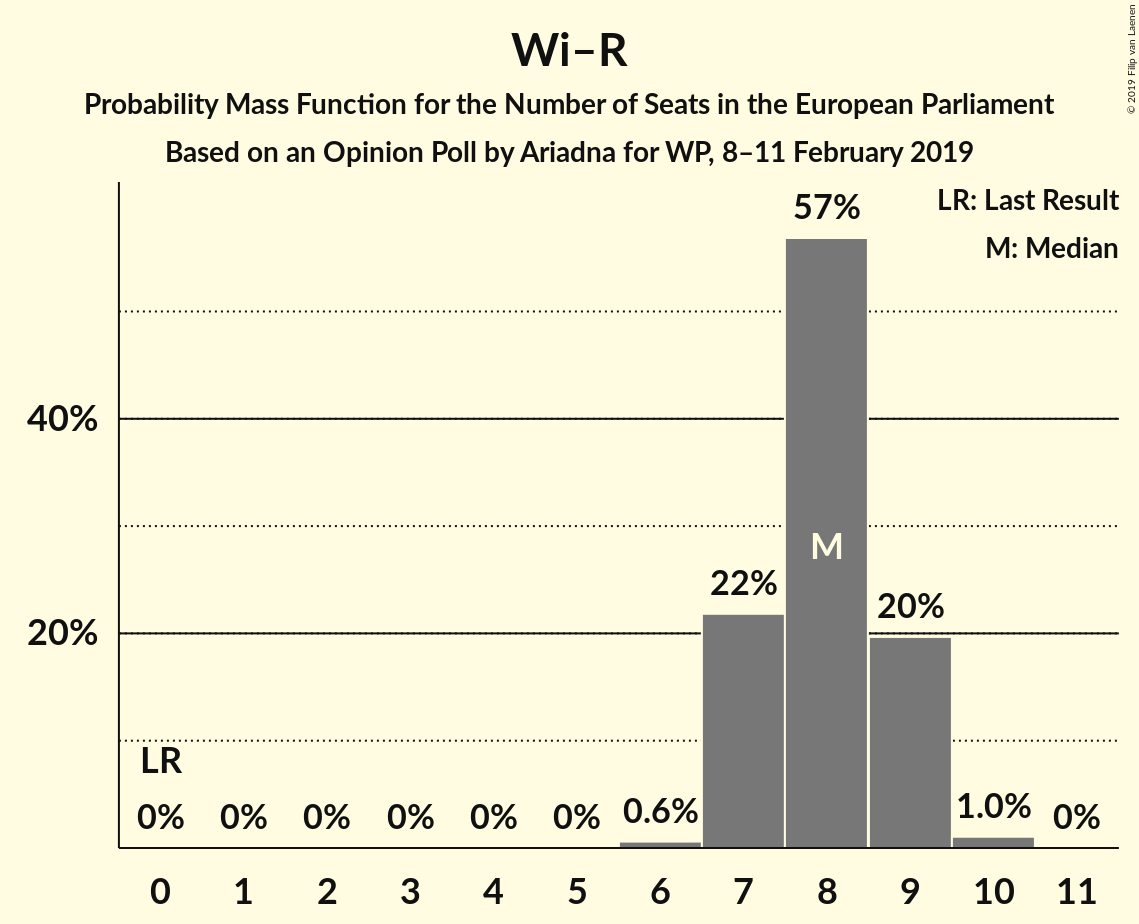 Wi–R
Probability Mass Function for the Number of Seats in the European Parliament
Based on an Opinion Poll by Ariadna for WP, 8–11 February 2019
© 2019 Filip van Laenen
LR: Last Result
M: Median
57%
40%
M
22%
20%
20%
LR
0% 0% 0% 0% 0% 0% 0.6% 1.0% 0%
0 1 2 3 4 5 6 7 8 9 10 11